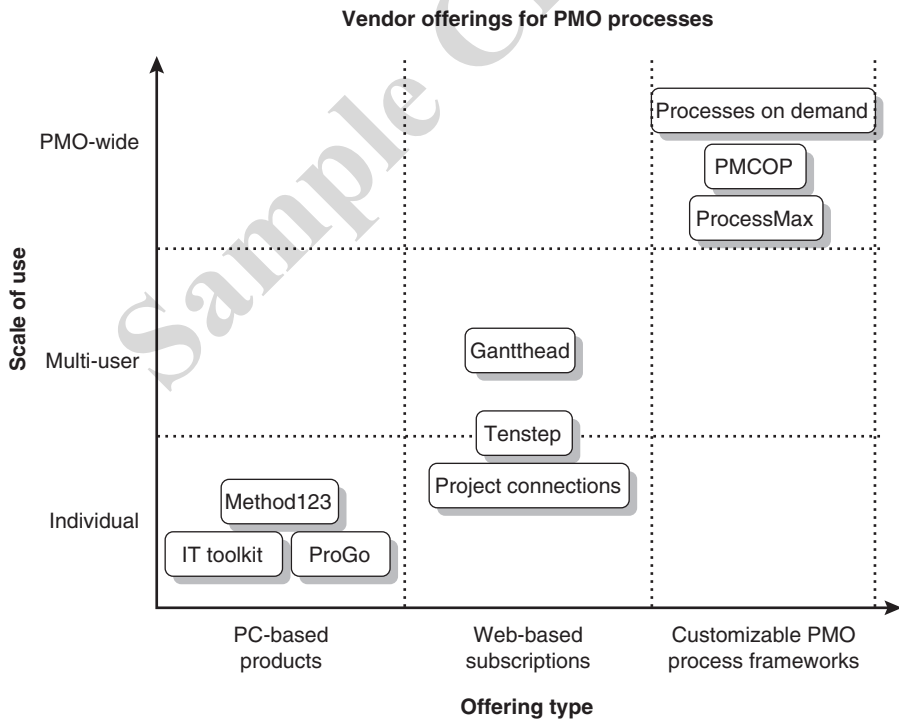 Vendor offerings for PMO processes
Scale of use
PMO-wide
Multi-user
Individual
Processes on demand
PMCOP
ProcessMax
Gantthead
Tenstep
Project connections
Method123
IT toolkit
ProGo
PC-based
products
Web-based
subscriptions
Customizable PMO
process frameworks
Offering type
Sample